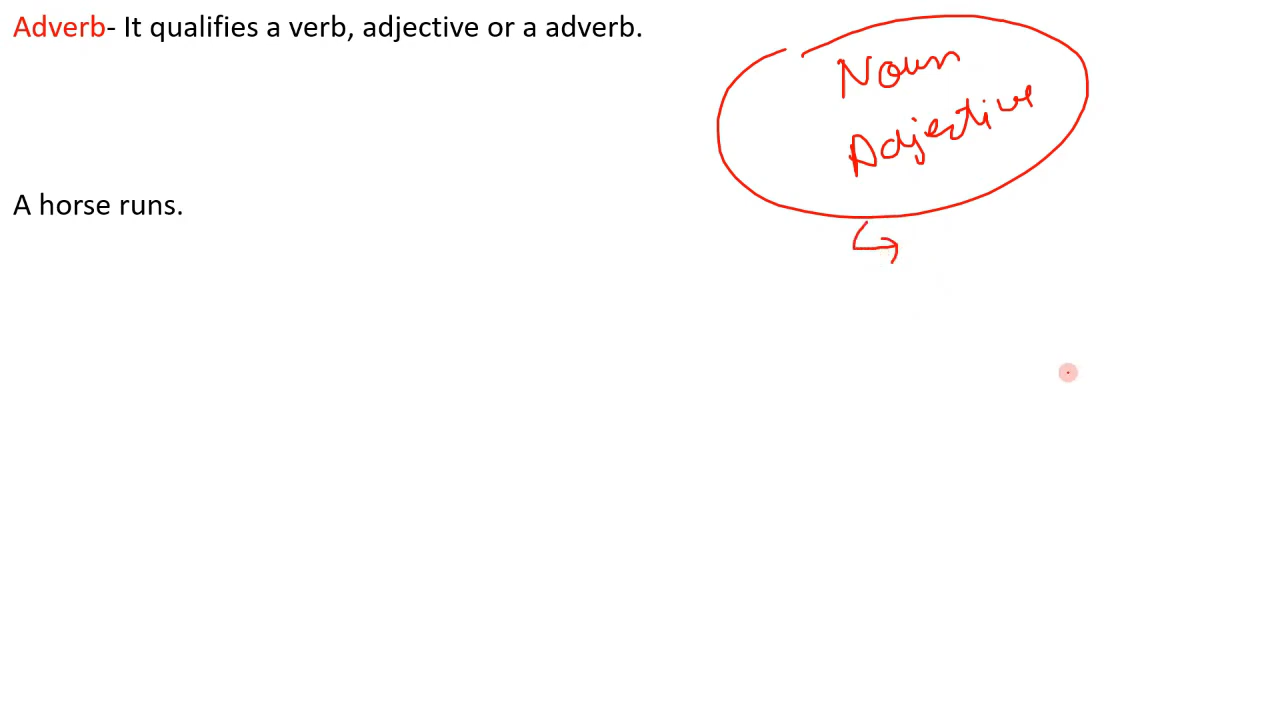 Adverb- It qualifies a verb, adjective or a adverb.
Noun
Adjective
A horse runs.